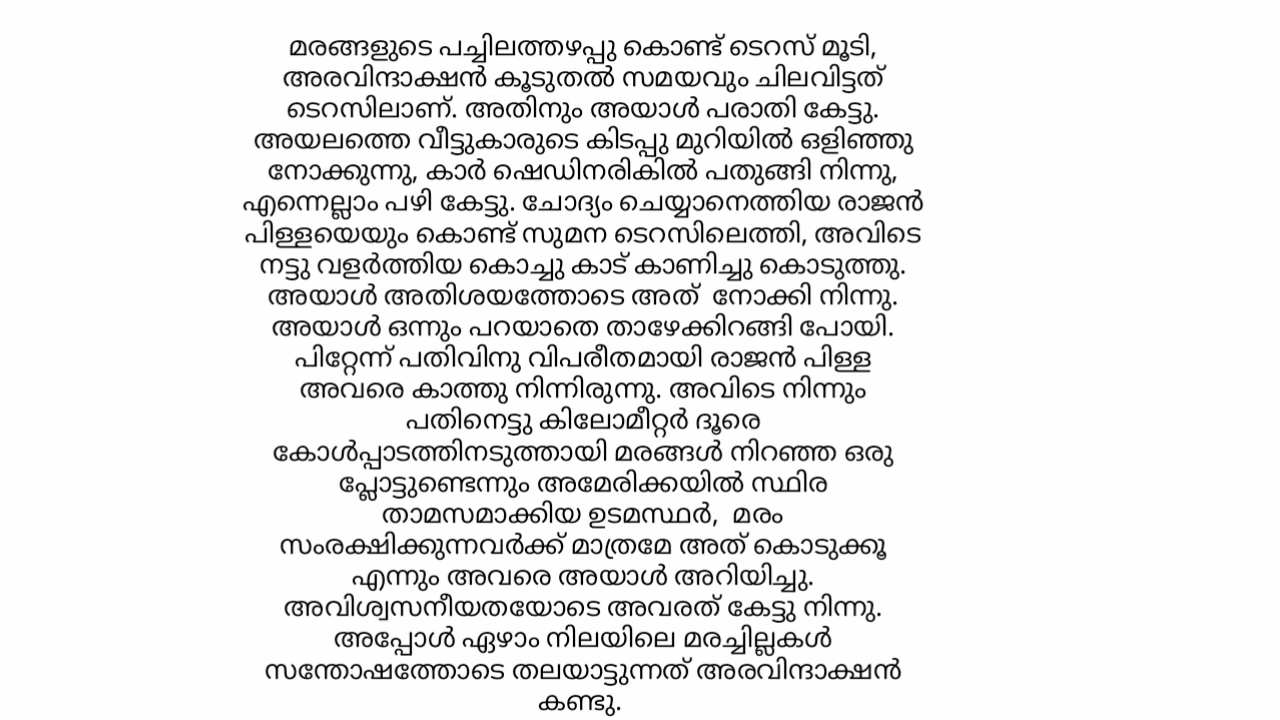 മരങ്ങളുടെ പച്ചിലത്തഴപ്പു കൊണ്ട് ടെറസ് മൂടി,
അരവിന്ദാക്ഷൻ കൂടുതൽ സമയവും ചിലവിട്ടത്
ടെറസിലാണ്. അതിനും അയാൾ പരാതി കേട്ടു.
അയലത്തെ വീട്ടുകാരുടെ കിടപ്പു മുറിയിൽ ഒളിഞ്ഞു
നോക്കുന്നു, കാർ ഷെഡിനരികിൽ പതുങ്ങി നിന്നു,
എന്നെല്ലാം പഴി കേട്ടു. ചോദ്യം ചെയ്യാനെത്തിയ രാജൻ
പിള്ളയെയും കൊണ്ട് സുമന ടെറസിലെത്തി, അവിടെ
നട്ടു വളർത്തിയ കൊച്ചു കാട് കാണിച്ചു കൊടുത്തു.
അയാൾ അതിശയത്തോടെ അത്  നോക്കി നിന്നു.
അയാൾ ഒന്നും പറയാതെ താഴേക്കിറങ്ങി പോയി.
പിറ്റേന്ന് പതിവിനു വിപരീതമായി രാജൻ പിള്ള
അവരെ കാത്തു നിന്നിരുന്നു. അവിടെ നിന്നും
പതിനെട്ടു കിലോമീറ്റർ ദൂരെ
കോൾപ്പാടത്തിനടുത്തായി മരങ്ങൾ നിറഞ്ഞ ഒരു
പ്ലോട്ടുണ്ടെന്നും അമേരിക്കയിൽ സ്ഥിര
താമസമാക്കിയ ഉടമസ്ഥർ,  മരം
സംരക്ഷിക്കുന്നവർക്ക് മാത്രമേ അത് കൊടുക്കൂ
എന്നും അവരെ അയാൾ അറിയിച്ചു.
അവിശ്വസനീയതയോടെ അവരത് കേട്ടു നിന്നു.
അപ്പോൾ ഏഴാം നിലയിലെ മരച്ചില്ലകൾ
സന്തോഷത്തോടെ തലയാട്ടുന്നത് അരവിന്ദാക്ഷൻ
കണ്ടു.